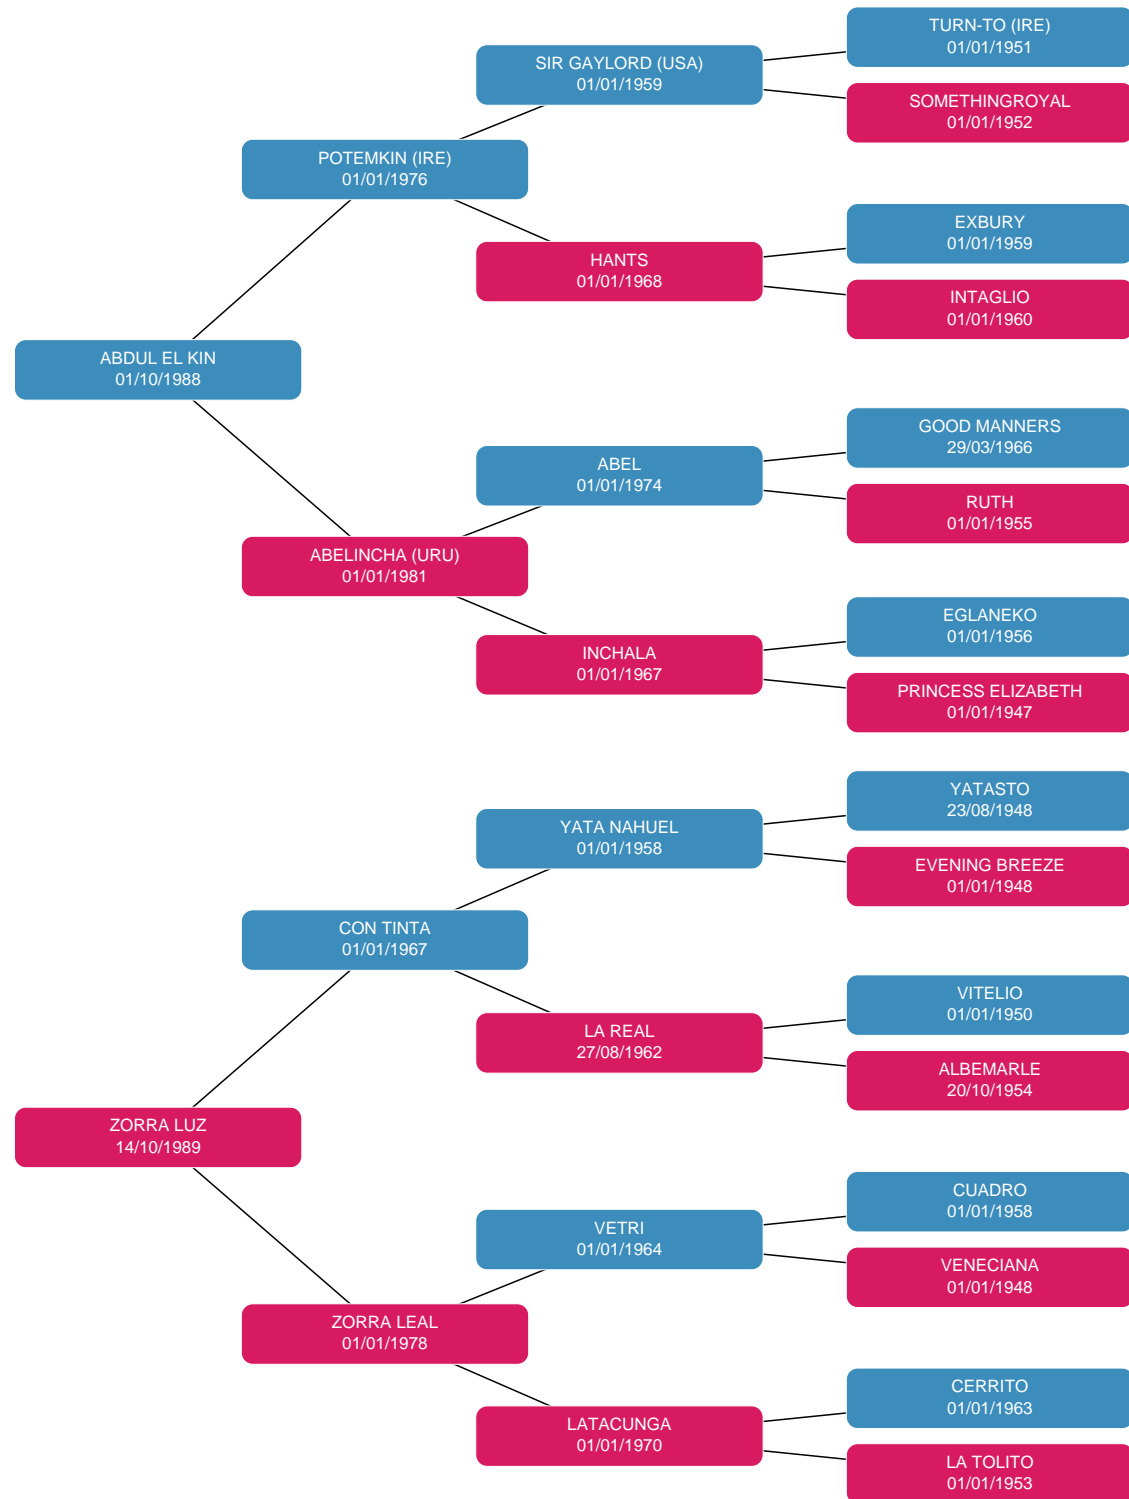 TURN-TO (IRE)
01/01/1951
SIR GAYLORD (USA)
01/01/1959
SOMETHINGROYAL
01/01/1952
POTEMKIN (IRE)
01/01/1976
EXBURY
01/01/1959
HANTS
01/01/1968
INTAGLIO
01/01/1960
ABDUL EL KIN
01/10/1988
GOOD MANNERS
29/03/1966
ABEL
01/01/1974
RUTH
01/01/1955
ABELINCHA (URU)
01/01/1981
EGLANEKO
01/01/1956
INCHALA
01/01/1967
PRINCESS ELIZABETH
01/01/1947
YATASTO
23/08/1948
YATA NAHUEL
01/01/1958
EVENING BREEZE
01/01/1948
CON TINTA
01/01/1967
VITELIO
01/01/1950
LA REAL
27/08/1962
ALBEMARLE
20/10/1954
ZORRA LUZ
14/10/1989
CUADRO
01/01/1958
VETRI
01/01/1964
VENECIANA
01/01/1948
ZORRA LEAL
01/01/1978
CERRITO
01/01/1963
LATACUNGA
01/01/1970
LA TOLITO
01/01/1953